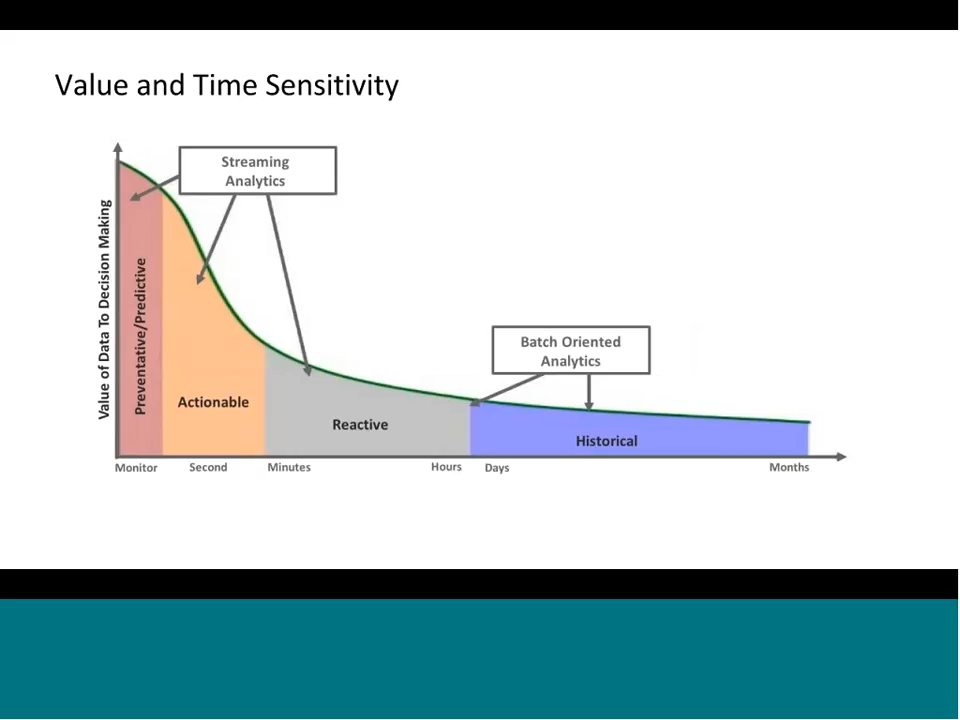 Value and Time Sensitivity
Streaming
Analytics
Value of Data To Decision Making
Preventative/Predictive
Batch Oriented
Analytics
Actionable
Reactive
Historical
Monitor
Second
Minutes
Hours
Days
Months